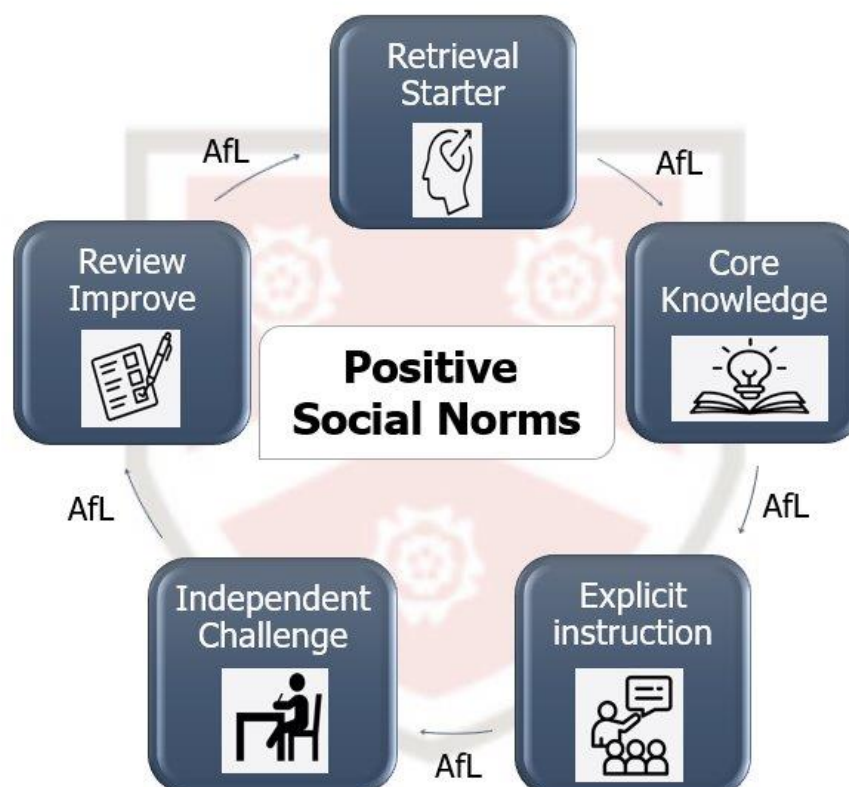 Retrieval
Starter
AfL
AfL
Core
Knowledge
Review
Improve
Positive
Social Norms
AfL
AfL
Explicit
instruction
Independent
Challenge
AfL